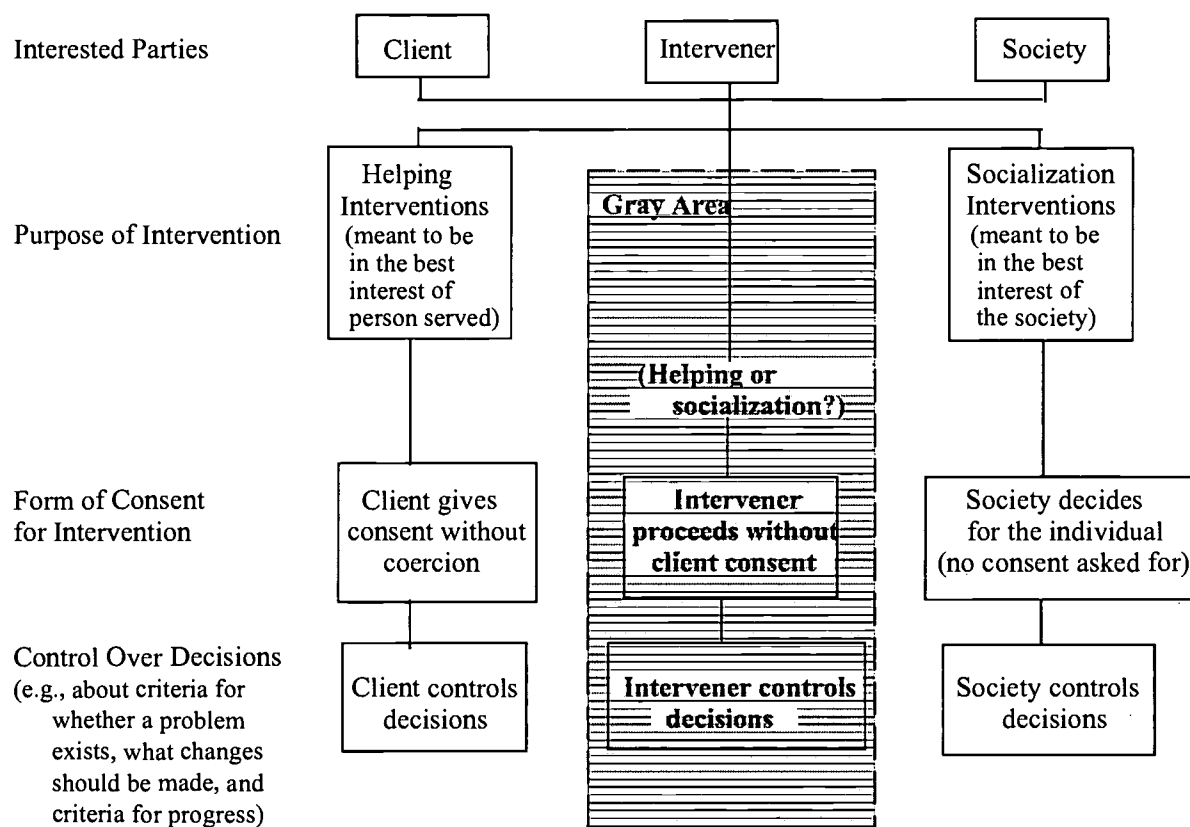 Interested Parties
Client
Intervener
Society
Purpose of Intervention
Helping
Interventions
(meant to be
in the best
interest of
person served)
Gray Area
(Helping or
socialization?)
Socialization
Interventions
(meant to be
in the best
interest of
the society)
Form of Consent
for Intervention
Client gives
consent without
coercion
Intervener
proceeds without
client consent
Society decides
for the individual
(no consent asked for)
Control Over Decisions
(e.g., about criteria for
whether a problem
exists, what changes
should be made, and
criteria for progress)
Client controls
decisions
Intervener controls
decisions
Society controls
decisions